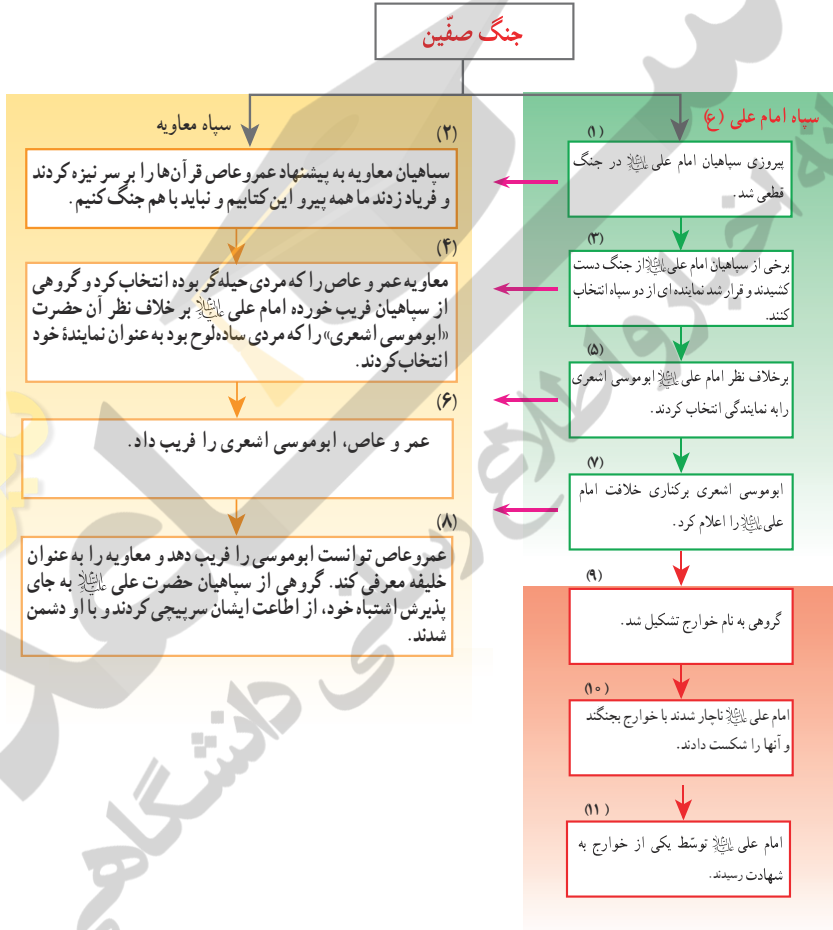 جنگ صفّین
سپاه امام علی (ع)
(۱)
پیروزی سپاهیان امام علی علیه‌السلام در جنگ
قطعی شد.
سپاه معاویه
(۲)
سپاهیان معاویه به پیشنهاد عمروعاص قرآن‌ها را بر سر نیزه کردند
و فریاد زدند ما همه پیرو این کتابیم و نباید با هم جنگ کنیم.
(۳)
برخی از سپاهیان امام علی علیه‌السلام از جنگ دست
کشیدند و قرار شد نماینده ای از دو سپاه انتخاب
کنند.
(۴)
معاویه عمر و عاص را که مردی حیله‌گر بوده انتخاب کرد و گروهی
از سپاهیان فریب خورده امام علی علیه‌السلام بر خلاف نظر آن حضرت
«ابوموسی اشعری» را که مردی ساده‌لوح بود به عنوان نمایندهٔ خود
انتخاب کردند.
(۵)
برخلاف نظر امام علی علیه‌السلام ابوموسی اشعری
رابه نمایندگی انتخاب کردند.
(۶)
عمر و عاص، ابوموسی اشعری را فریب داد.
(۷)
ابوموسی اشعری برکناری خلافت امام
علی علیه‌السلام را اعلام کرد.
(۸)
عمروعاص توانست ابوموسی را فریب دهد و معاویه را به عنوان
خلیفه معرفی کند. گروهی از سپاهیان حضرت علی علیه‌السلام به جای
پذیرش اشتباه خود، از اطاعت ایشان سرپیچی کردند و با او دشمن
شدند.
(۹)
گروهی به نام خوارج تشکیل شد.
(۱۰)
امام علی علیه‌السلام ناچار شدند با خوارج بجنگند
و آنها را شکست دادند.
(۱۱)
امام علی علیه‌السلام توسّط یکی از خوارج به
شهادت رسیدند.